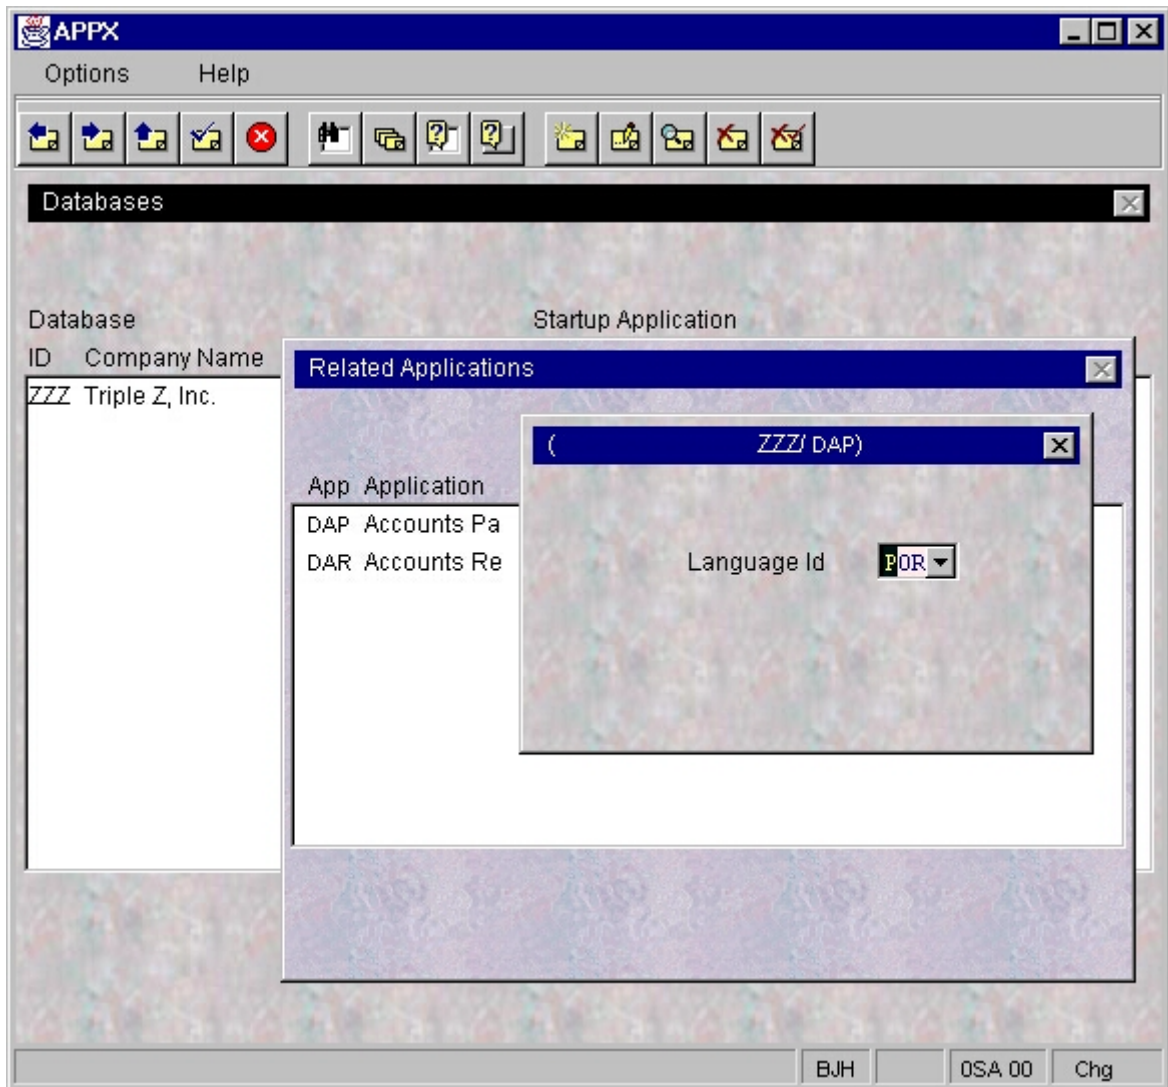 APPX
Options Help
Databases
Database Startup Application
ID Company Name
ZZZ Triple Z, Inc.
Related Applications
App Application
DAP Accounts Pa
DAR Accounts Re
( ZZZ/ DAP)
Language Id POR
BJH 0SA 00 Chg